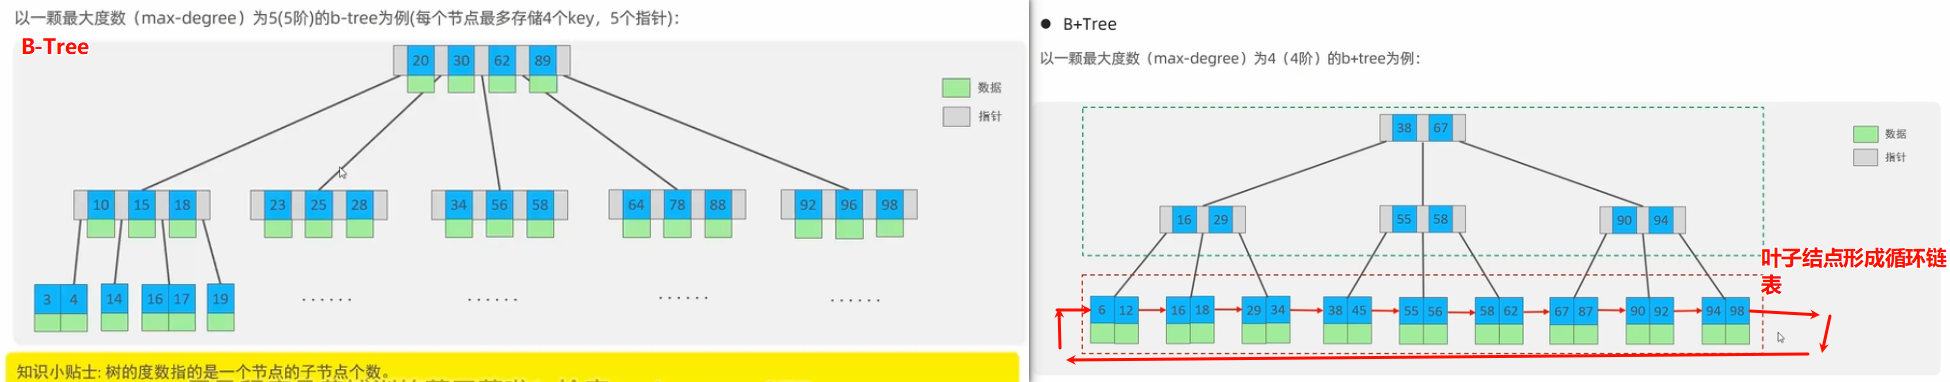 以一颗最大度数（max-degree）为5(5阶)的b-tree为例(每个节点最多存储4个key，5个指针):
B-Tree
20 30 62 89
数据
指针
10 15 18 23 25 28 34 56 58 64 78 88 92 96 98
3 4 14 16 17 19 ...... ...... ...... ......
知识小贴士: 树的度数指的是一个节点的子节点个数。
● B+Tree
以一颗最大度数（max-degree）为4（4阶）的b+tree为例：
38 67
数据
指针
16 29 55 58 90 94
叶子结点形成循环链
表
6 12 16 18 29 34 38 45 55 56 58 62 67 87 90 92 94 98